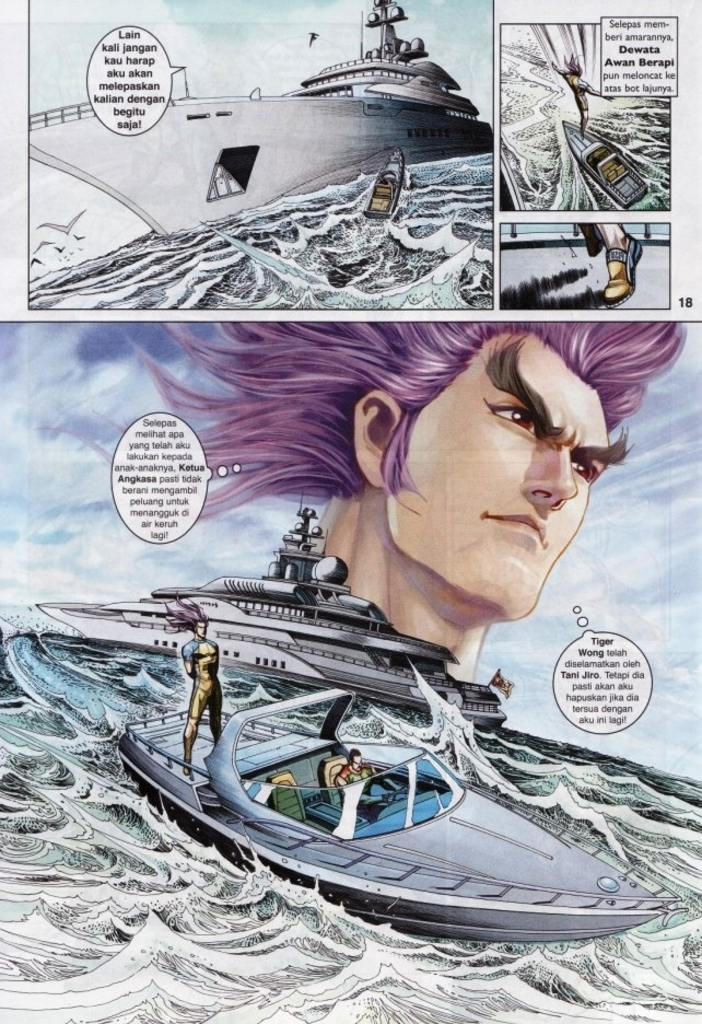 Lain
kali jangan
kau harap
aku akan
melepaskan
kalian dengan
begitu
saja!
Selepas mem-
beri amarannya,
Dewata
Awan Berapi
pun meloncat ke
atas bot lajunya.
18
Selepas
melihat apa
yang telah aku
lakukan kepada
anak-anaknya, Ketua
Angkasa pasti tidak
berani mengambil
peluang untuk
menangguk di
air keruh
lagi!
Tiger
Wong telah
diselamatkan oleh
Tani Jiro. Tetapi dia
pasti akan aku
hapuskan jika dia
tersua dengan
aku ini lagi!